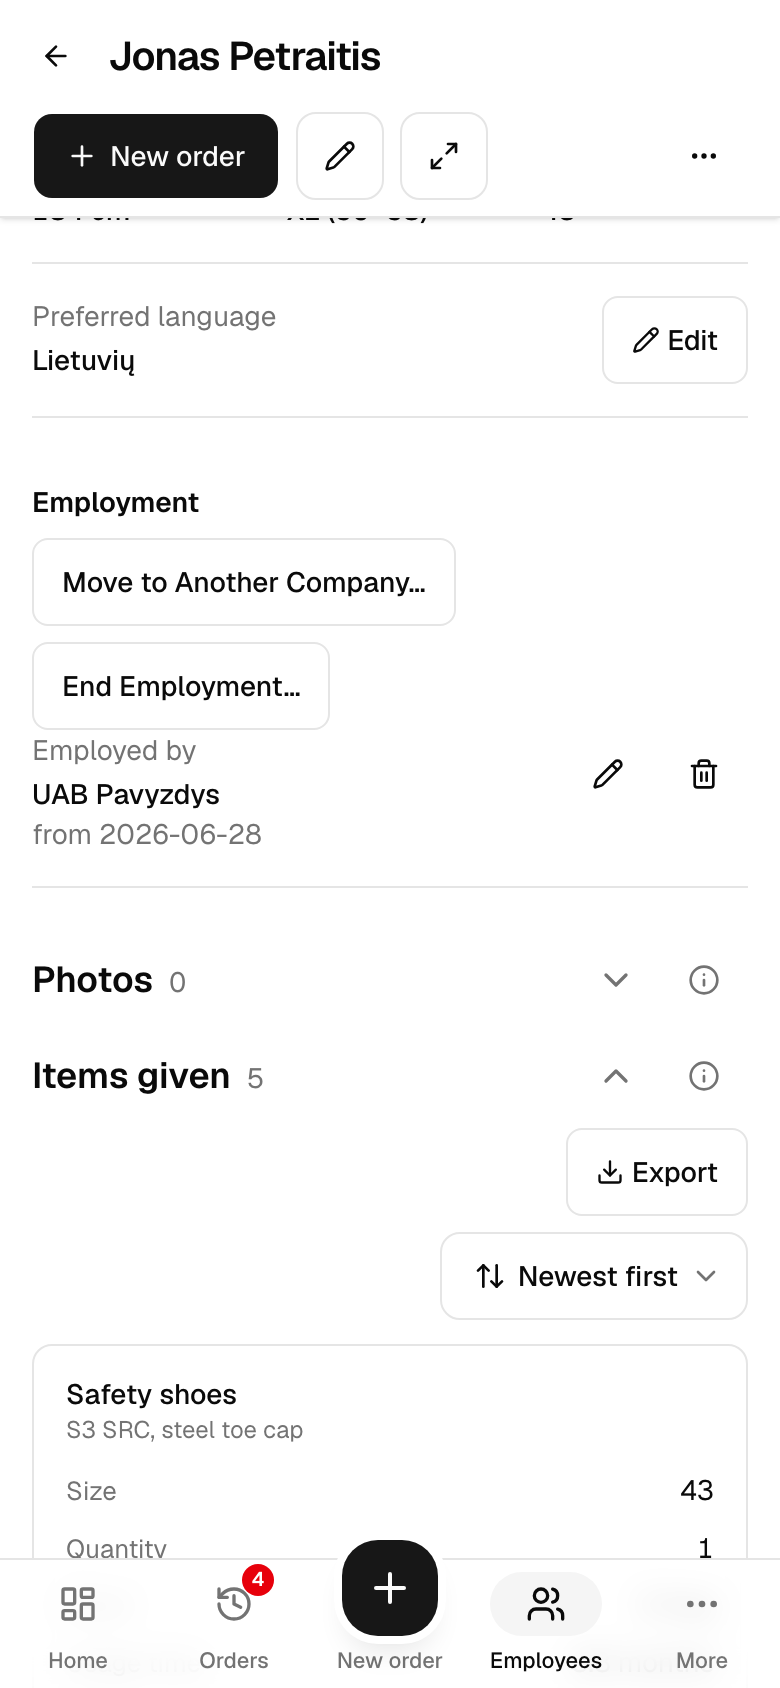 Jonas Petraitis
New order
Preferred language
Lietuvių
Edit
Employment
Move to Another Company...
End Employment...
Employed by
UAB Pavyzdys
from 2026-06-28
Photos 0
Items given 5
Export
Newest first
Safety shoes
S3 SRC, steel toe cap
Size 43
Quantity 1
4
Home Orders New order Employees More